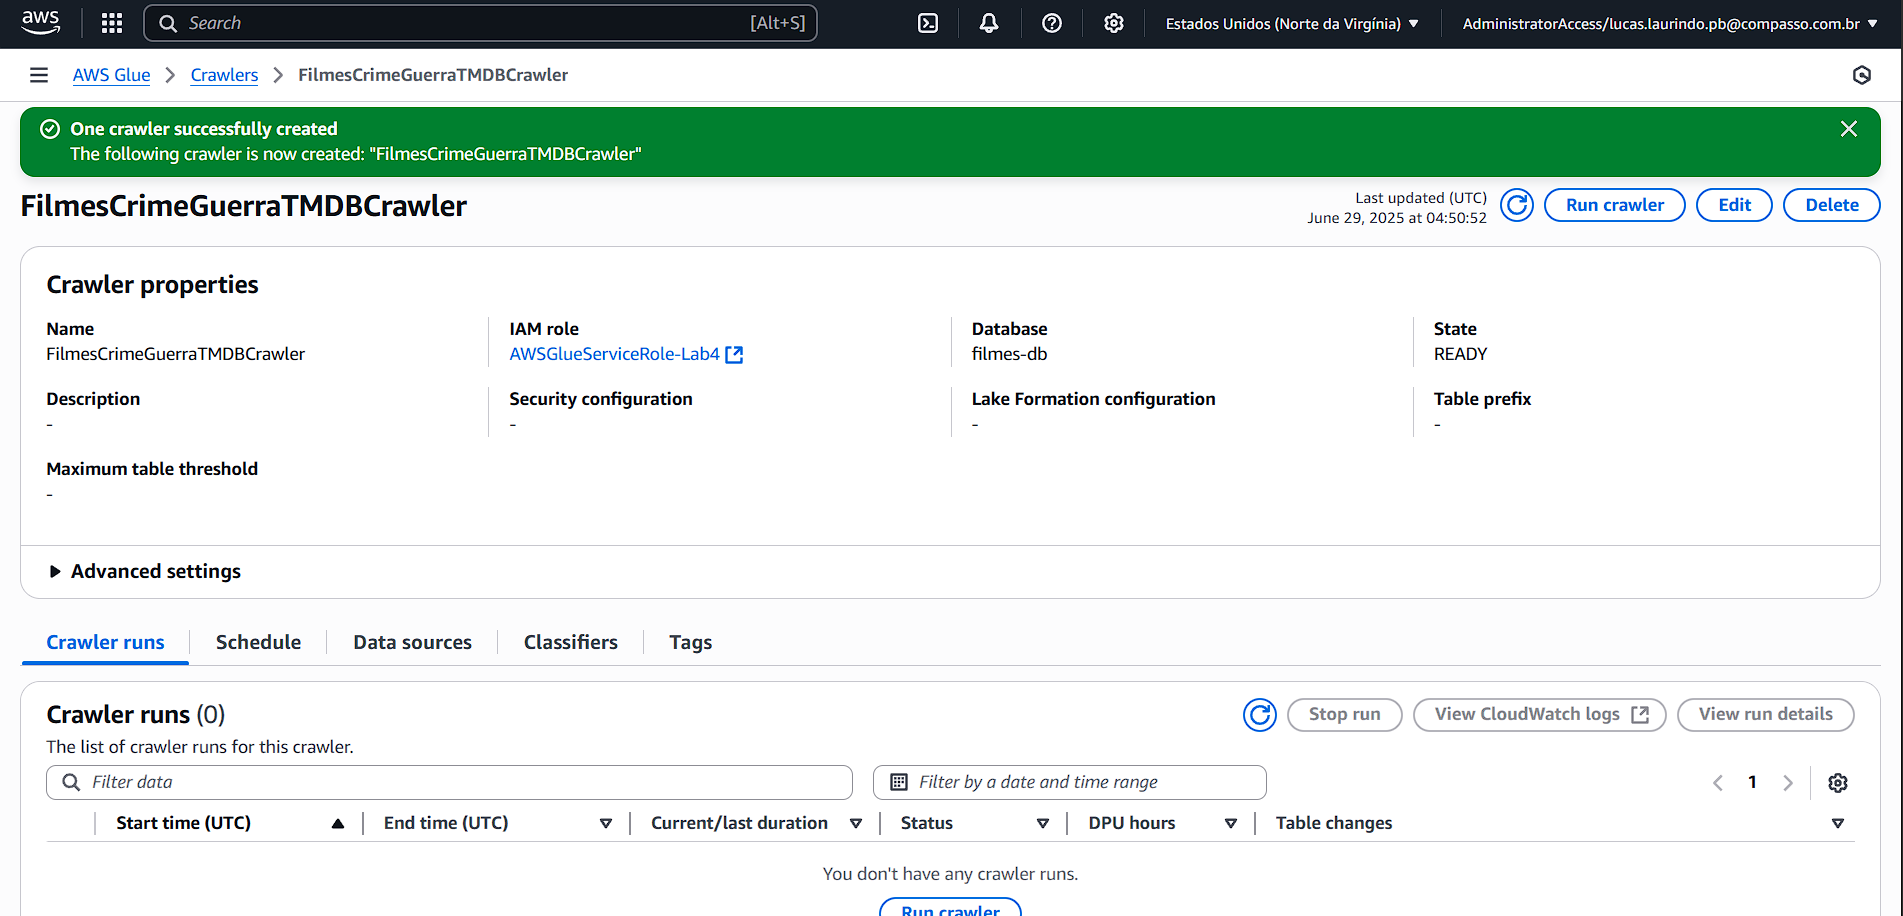 aws
Search [Alt+S]
Estados Unidos (Norte da Virgínia)
AdministratorAccess/lucas.laurindo.pb@compasso.com.br
AWS Glue
Crawlers
FilmesCrimeGuerraTMDBCrawler
One crawler successfully created
The following crawler is now created: "FilmesCrimeGuerraTMDBCrawler"
FilmesCrimeGuerraTMDBCrawler
Last updated (UTC)
June 29, 2025 at 04:50:52
Run crawler
Edit
Delete
Crawler properties
Name
FilmesCrimeGuerraTMDBCrawler
IAM role
AWSGlueServiceRole-Lab4
Database
filmes-db
State
READY
Description
-
Security configuration
-
Lake Formation configuration
-
Table prefix
-
Maximum table threshold
-
Advanced settings
Crawler runs
Schedule
Data sources
Classifiers
Tags
Crawler runs (0)
The list of crawler runs for this crawler.
Stop run
View CloudWatch logs
View run details
Filter data
Filter by a date and time range
1
Start time (UTC)
End time (UTC)
Current/last duration
Status
DPU hours
Table changes
You don't have any crawler runs.
Run crawler